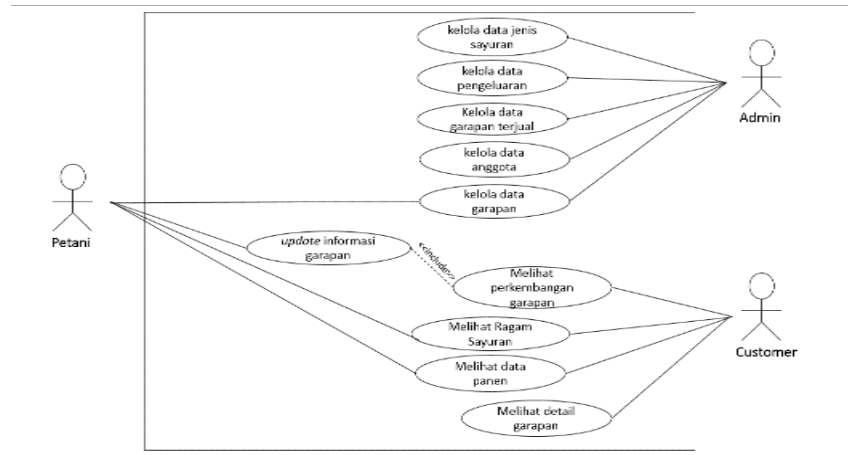 kelola data jenis
sayuran
kelola data
pengeluaran
Kelola data
garapan terjual
kelola data
anggota
kelola data
garapan
Admin
Petani
update informasi
garapan
<<include>>
Melihat
perkembangan
garapan
Melihat Ragam
Sayuran
Melihat data
panen
Melihat detail
garapan
Customer